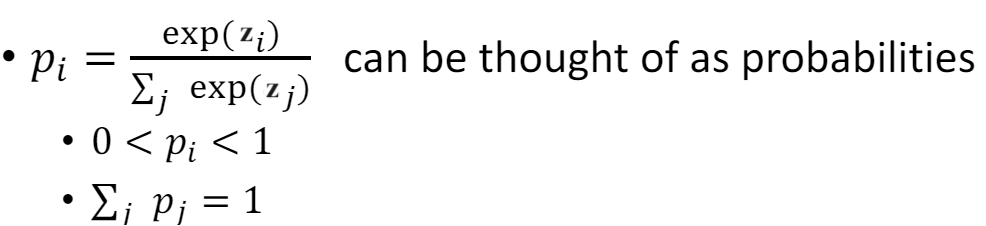 • pᵢ = exp(zᵢ) / ∑ⱼ exp(zⱼ) can be thought of as probabilities
• 0 < pᵢ < 1
• ∑ⱼ pⱼ = 1